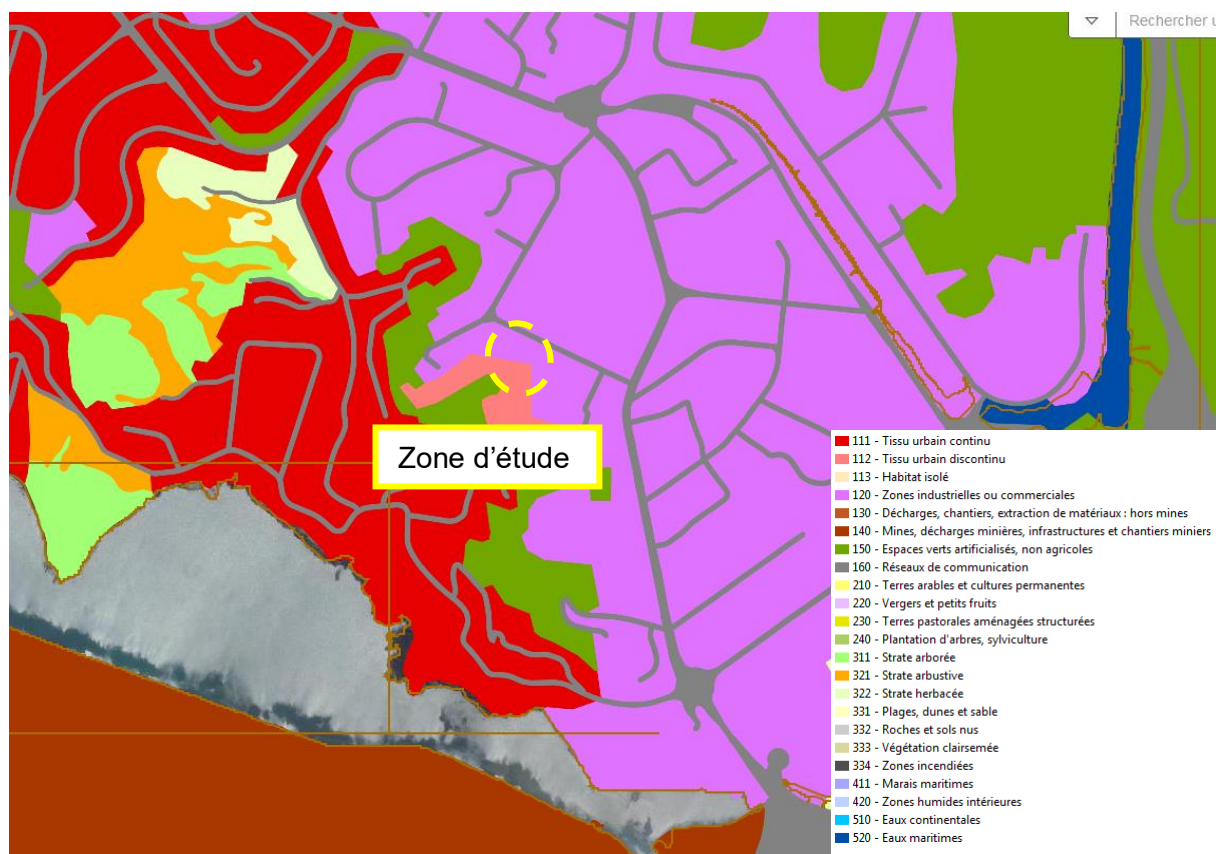 Rechercher u
Zone d'étude
111 - Tissu urbain continu
112 - Tissu urbain discontinu
113 - Habitat isolé
120 - Zones industrielles ou commerciales
130 - Décharges, chantiers, extraction de matériaux : hors mines
140 - Mines, décharges minières, infrastructures et chantiers miniers
150 - Espaces verts artificialisés, non agricoles
160 - Réseaux de communication
210 - Terres arables et cultures permanentes
220 - Vergers et petits fruits
230 - Terres pastorales aménagées structurées
240 - Plantation d'arbres, sylviculture
311 - Strate arborée
321 - Strate arbustive
322 - Strate herbacée
331 - Plages, dunes et sable
332 - Roches et sols nus
333 - Végétation clairsemée
334 - Zones incendiées
411 - Marais maritimes
420 - Zones humides intérieures
510 - Eaux continentales
520 - Eaux maritimes